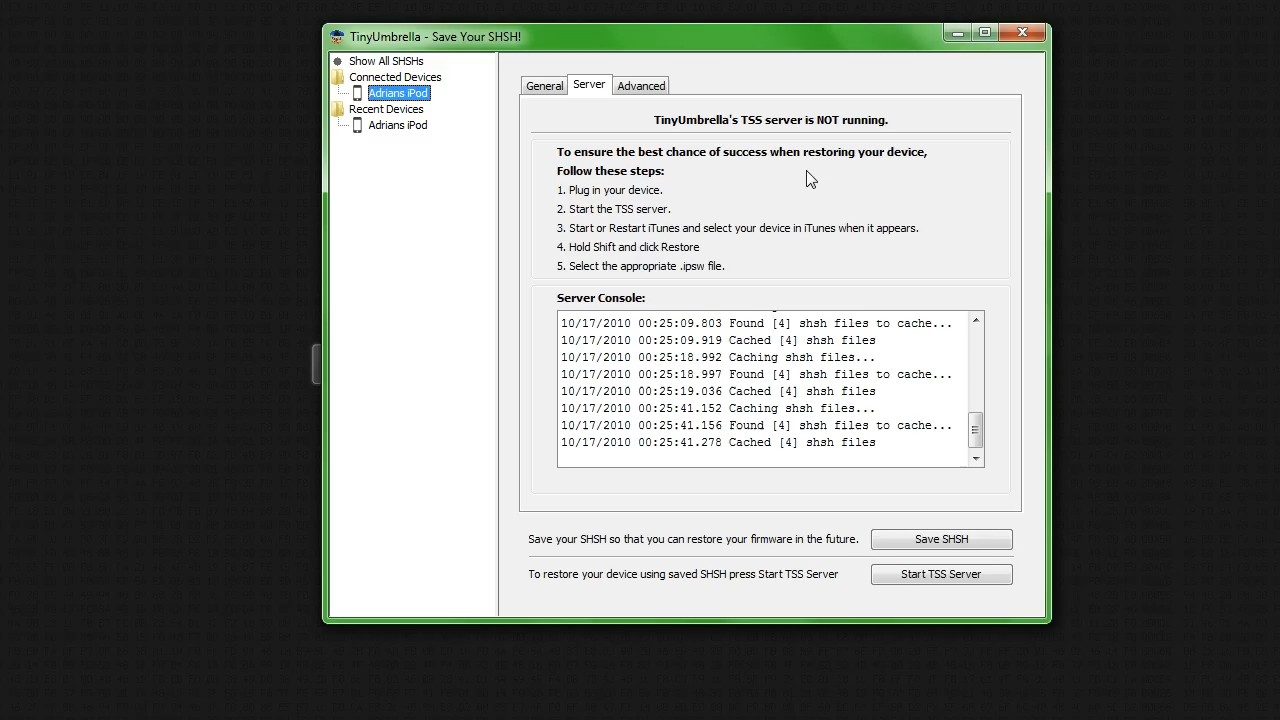 TinyUmbrella - Save Your SHSH!
Show All SHSHs
Connected Devices
Adrians iPod
Recent Devices
Adrians iPod
General Server Advanced
TinyUmbrella's TSS server is NOT running.
To ensure the best chance of success when restoring your device,
Follow these steps:
1. Plug in your device.
2. Start the TSS server.
3. Start or Restart iTunes and select your device in iTunes when it appears.
4. Hold Shift and click Restore
5. Select the appropriate .ipsw file.
Server Console:
10/17/2010 00:25:09.803 Found [4] shsh files to cache...
10/17/2010 00:25:09.919 Cached [4] shsh files
10/17/2010 00:25:18.992 Caching shsh files...
10/17/2010 00:25:18.997 Found [4] shsh files to cache...
10/17/2010 00:25:19.036 Cached [4] shsh files
10/17/2010 00:25:41.152 Caching shsh files...
10/17/2010 00:25:41.156 Found [4] shsh files to cache...
10/17/2010 00:25:41.278 Cached [4] shsh files
Save your SHSH so that you can restore your firmware in the future. Save SHSH
To restore your device using saved SHSH press Start TSS Server Start TSS Server